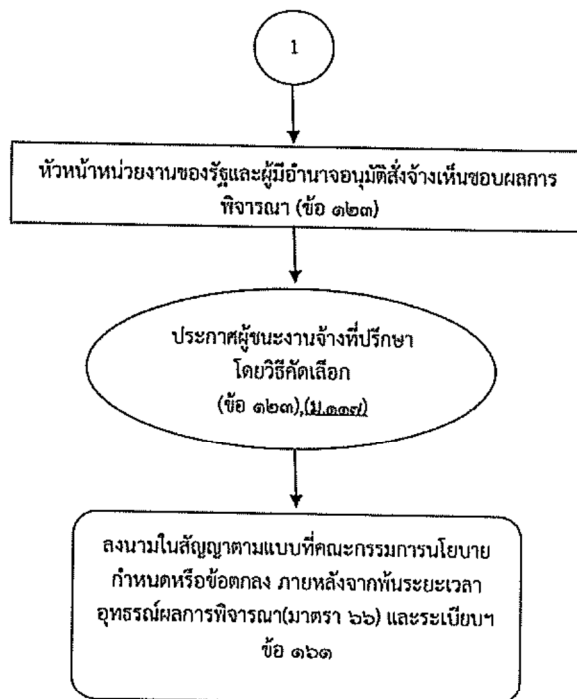 1
หัวหน้าหน่วยงานของรัฐและผู้มีอำนาจอนุมัติสั่งจ้างเห็นชอบผลการ
พิจารณา (ข้อ ๑๒๓)
ประกาศผู้ชนะงานจ้างที่ปรึกษา
โดยวิธีคัดเลือก
(ข้อ ๑๒๓),(ม.๑๑๗)
ลงนามในสัญญาตามแบบที่คณะกรรมการนโยบาย
กำหนดหรือข้อตกลง ภายหลังจากพ้นระยะเวลา
อุทธรณ์ผลการพิจารณา(มาตรา ๖๖) และระเบียบฯ
ข้อ ๑๖๑